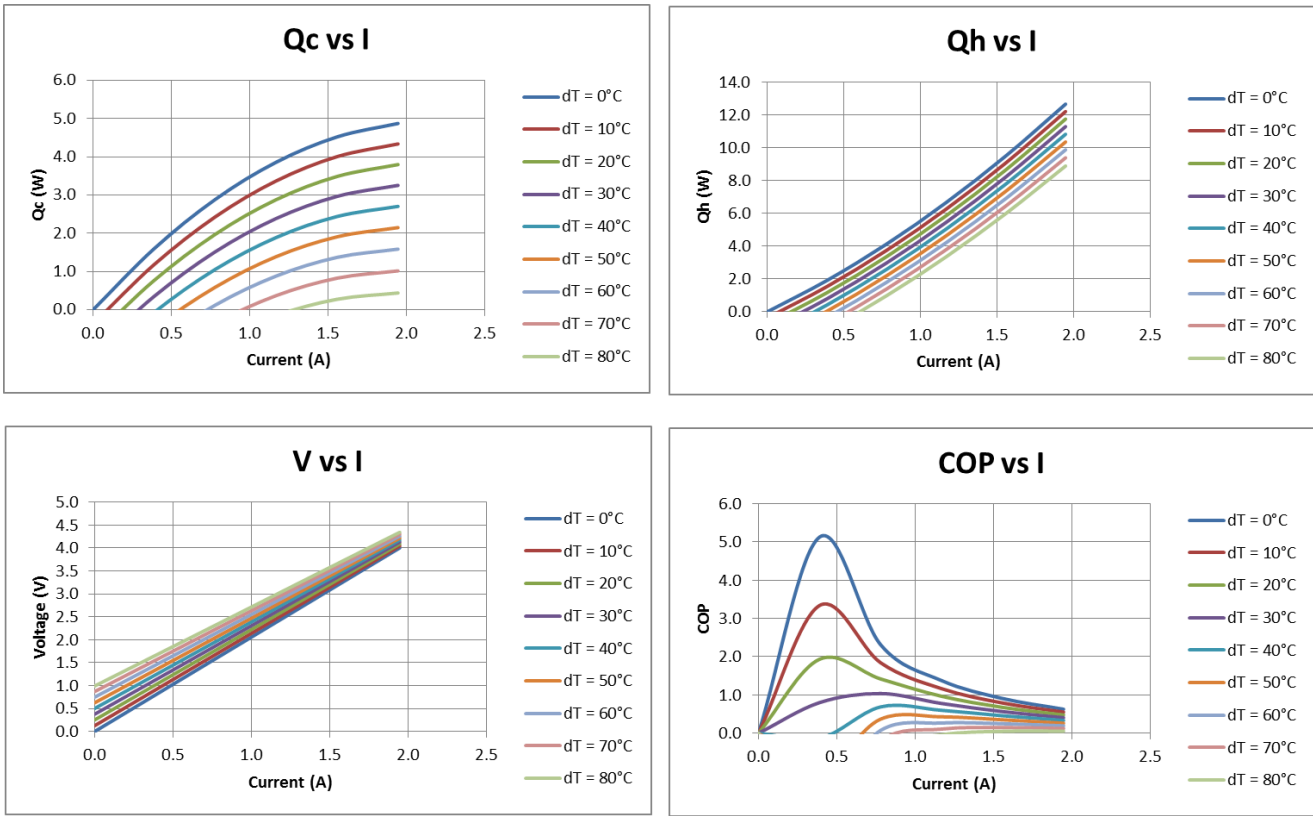 Qc vs I
Qc (W)
6.0
5.0
4.0
3.0
2.0
1.0
0.0
0.0 0.5 1.0 1.5 2.0 2.5
Current (A)
dT = 0°C
dT = 10°C
dT = 20°C
dT = 30°C
dT = 40°C
dT = 50°C
dT = 60°C
dT = 70°C
dT = 80°C
Qh vs I
Qh (W)
14.0
12.0
10.0
8.0
6.0
4.0
2.0
0.0
0.0 0.5 1.0 1.5 2.0 2.5
Current (A)
dT = 0°C
dT = 10°C
dT = 20°C
dT = 30°C
dT = 40°C
dT = 50°C
dT = 60°C
dT = 70°C
dT = 80°C
V vs I
Voltage (V)
5.0
4.5
4.0
3.5
3.0
2.5
2.0
1.5
1.0
0.5
0.0
0.0 0.5 1.0 1.5 2.0 2.5
Current (A)
dT = 0°C
dT = 10°C
dT = 20°C
dT = 30°C
dT = 40°C
dT = 50°C
dT = 60°C
dT = 70°C
dT = 80°C
COP vs I
COP
6.0
5.0
4.0
3.0
2.0
1.0
0.0
0.0 0.5 1.0 1.5 2.0 2.5
Current (A)
dT = 0°C
dT = 10°C
dT = 20°C
dT = 30°C
dT = 40°C
dT = 50°C
dT = 60°C
dT = 70°C
dT = 80°C